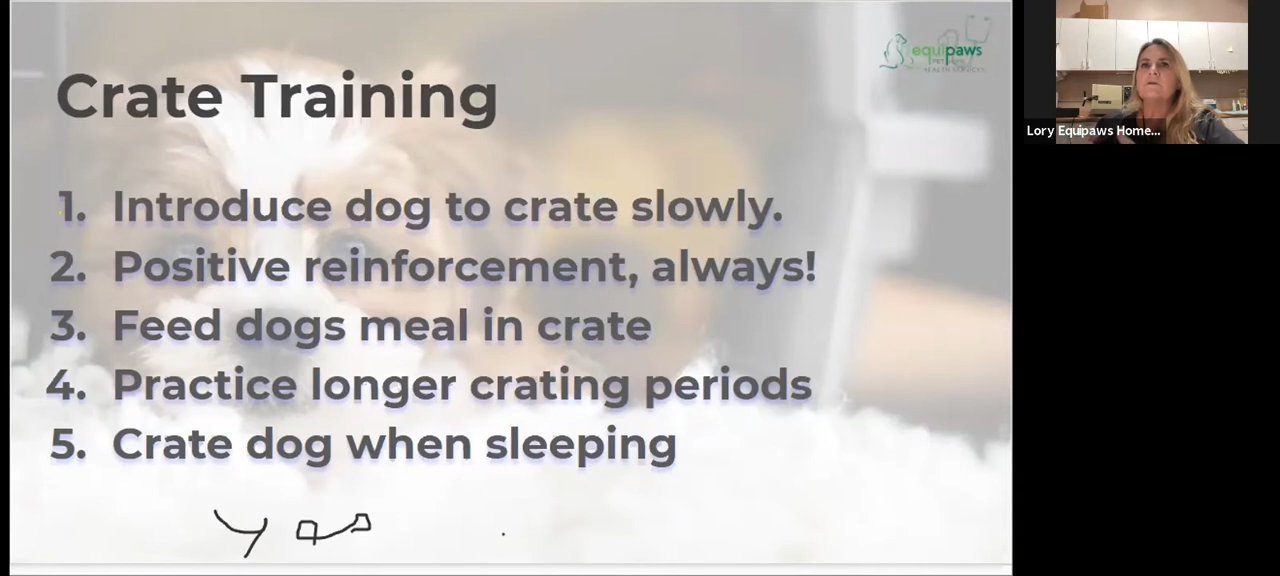 equipaws
Crate Training
1. Introduce dog to crate slowly.
2. Positive reinforcement, always!
3. Feed dogs meal in crate
4. Practice longer crating periods
5. Crate dog when sleeping
Lory Equipaws Home...